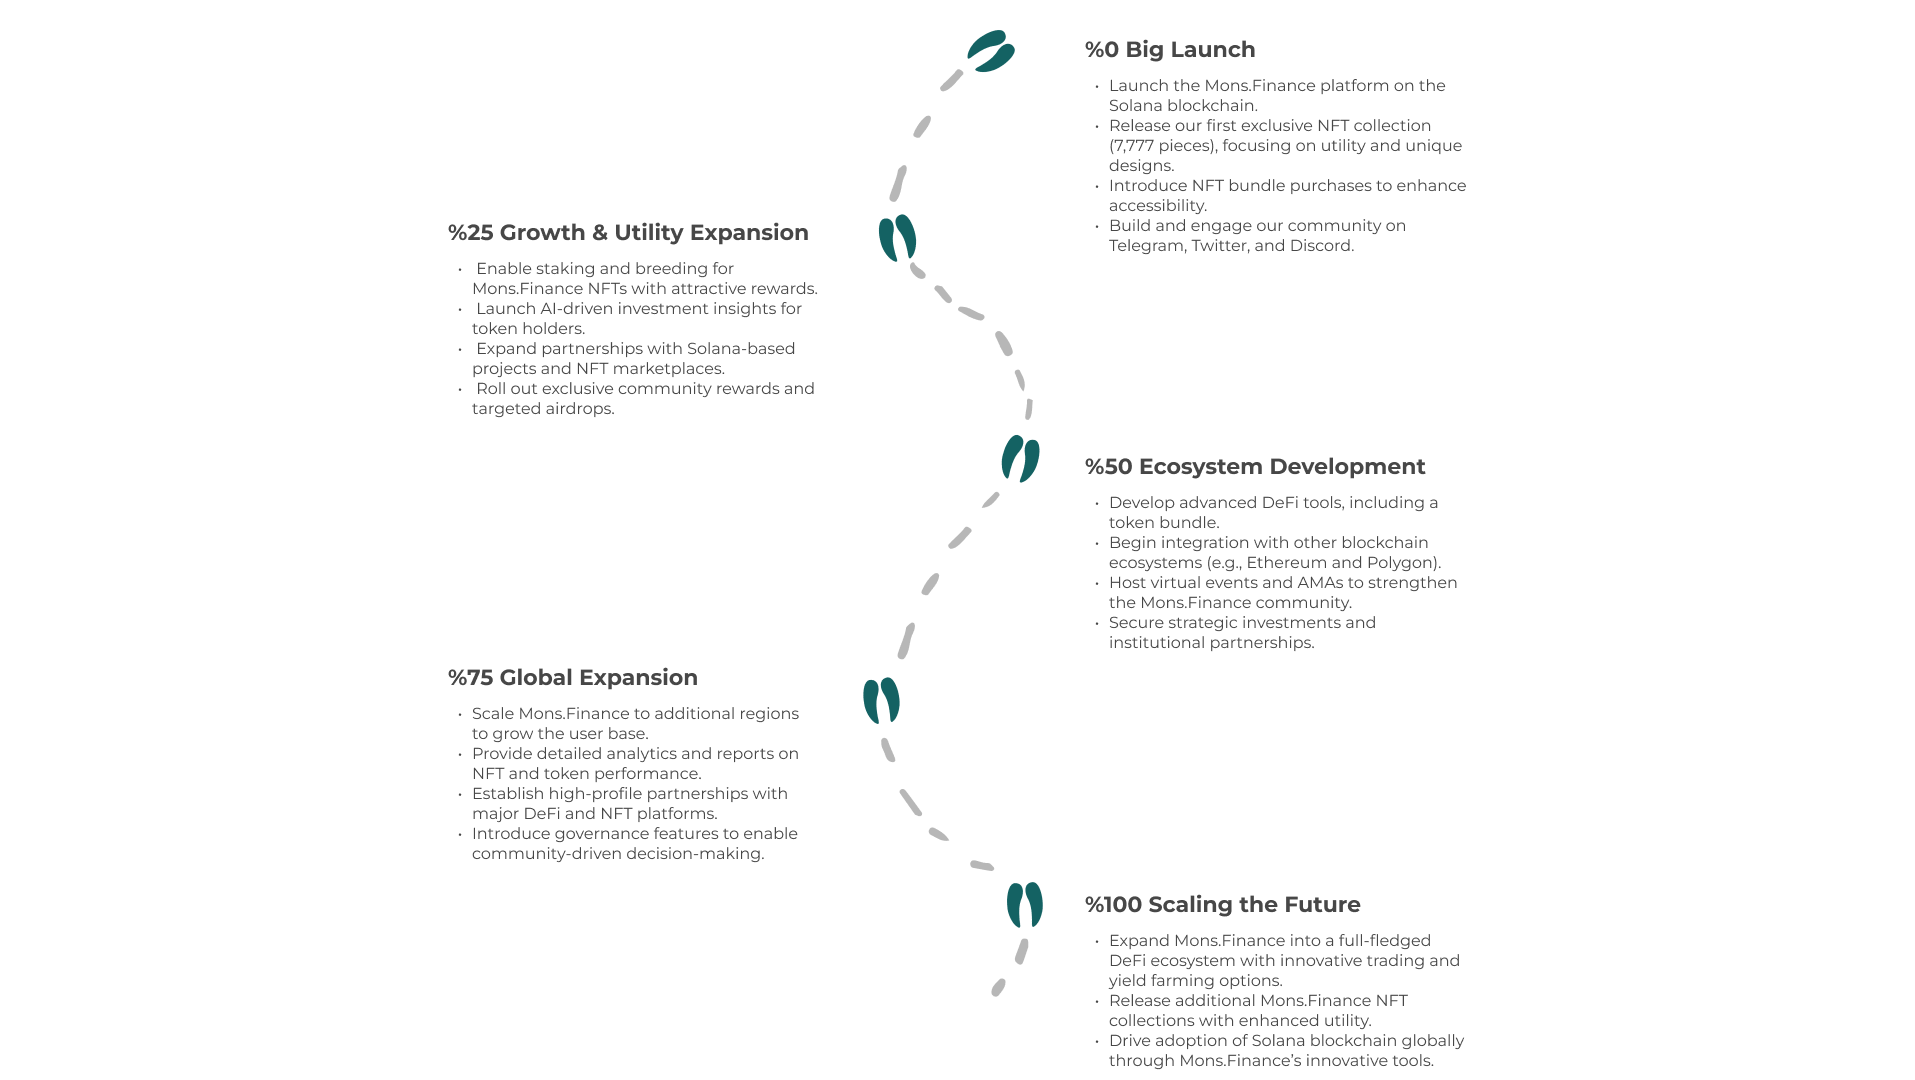 %0 Big Launch
• Launch the Mons.Finance platform on the
Solana blockchain.
• Release our first exclusive NFT collection
(7,777 pieces), focusing on utility and unique
designs.
• Introduce NFT bundle purchases to enhance
accessibility.
• Build and engage our community on
Telegram, Twitter, and Discord.
%25 Growth & Utility Expansion
• Enable staking and breeding for
Mons.Finance NFTs with attractive rewards.
• Launch AI-driven investment insights for
token holders.
• Expand partnerships with Solana-based
projects and NFT marketplaces.
• Roll out exclusive community rewards and
targeted airdrops.
%50 Ecosystem Development
• Develop advanced DeFi tools, including a
token bundle.
• Begin integration with other blockchain
ecosystems (e.g., Ethereum and Polygon).
• Host virtual events and AMAs to strengthen
the Mons.Finance community.
• Secure strategic investments and
institutional partnerships.
%75 Global Expansion
• Scale Mons.Finance to additional regions
to grow the user base.
• Provide detailed analytics and reports on
NFT and token performance.
• Establish high-profile partnerships with
major DeFi and NFT platforms.
• Introduce governance features to enable
community-driven decision-making.
%100 Scaling the Future
• Expand Mons.Finance into a full-fledged
DeFi ecosystem with innovative trading and
yield farming options.
• Release additional Mons.Finance NFT
collections with enhanced utility.
• Drive adoption of Solana blockchain globally
through Mons.Finance’s innovative tools.